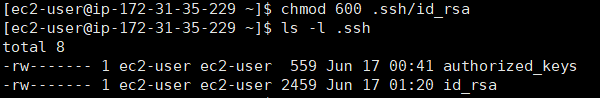 [ec2-user@ip-172-31-35-229 ~]$ chmod 600 .ssh/id_rsa
[ec2-user@ip-172-31-35-229 ~]$ ls -l .ssh
total 8
-rw------- 1 ec2-user ec2-user  559 Jun 17 00:41 authorized_keys
-rw------- 1 ec2-user ec2-user 2459 Jun 17 01:20 id_rsa